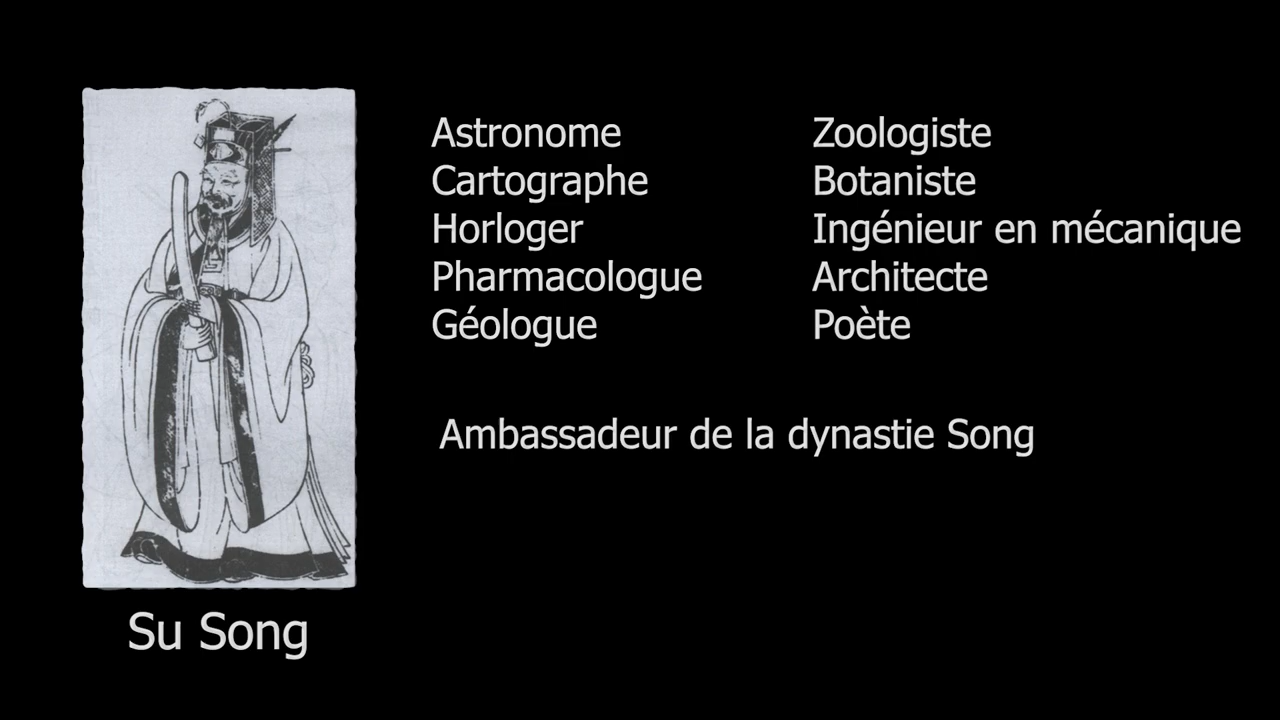 Astronome
Cartographe
Horloger
Pharmacologue
Géologue
Zoologiste
Botaniste
Ingénieur en mécanique
Architecte
Poète
Ambassadeur de la dynastie Song
Su Song